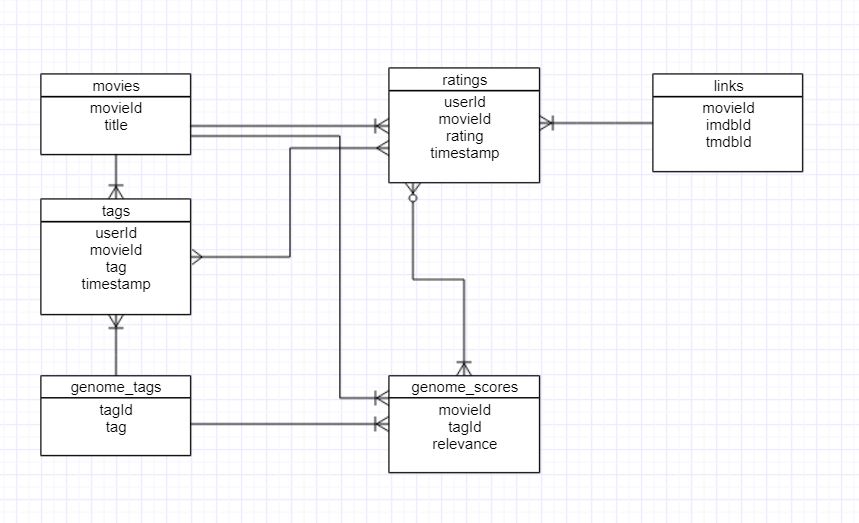 movies
movieId
title
ratings
userId
movieId
rating
timestamp
links
movieId
imdbId
tmdbId
tags
userId
movieId
tag
timestamp
genome_tags
tagId
tag
genome_scores
movieId
tagId
relevance